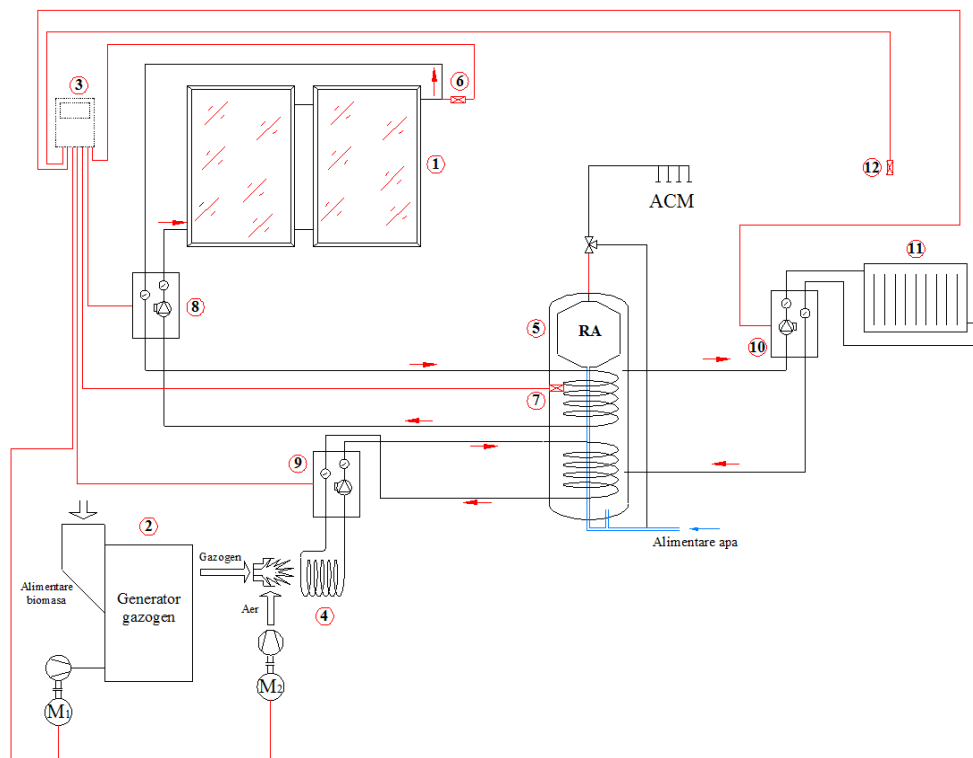 3
6
1
12
ACM
11
8
5
RA
10
7
9
2
Alimentare apa
Gazogen
Alimentare
biomasa
Generator
gazogen
Aer
4
M1
M2